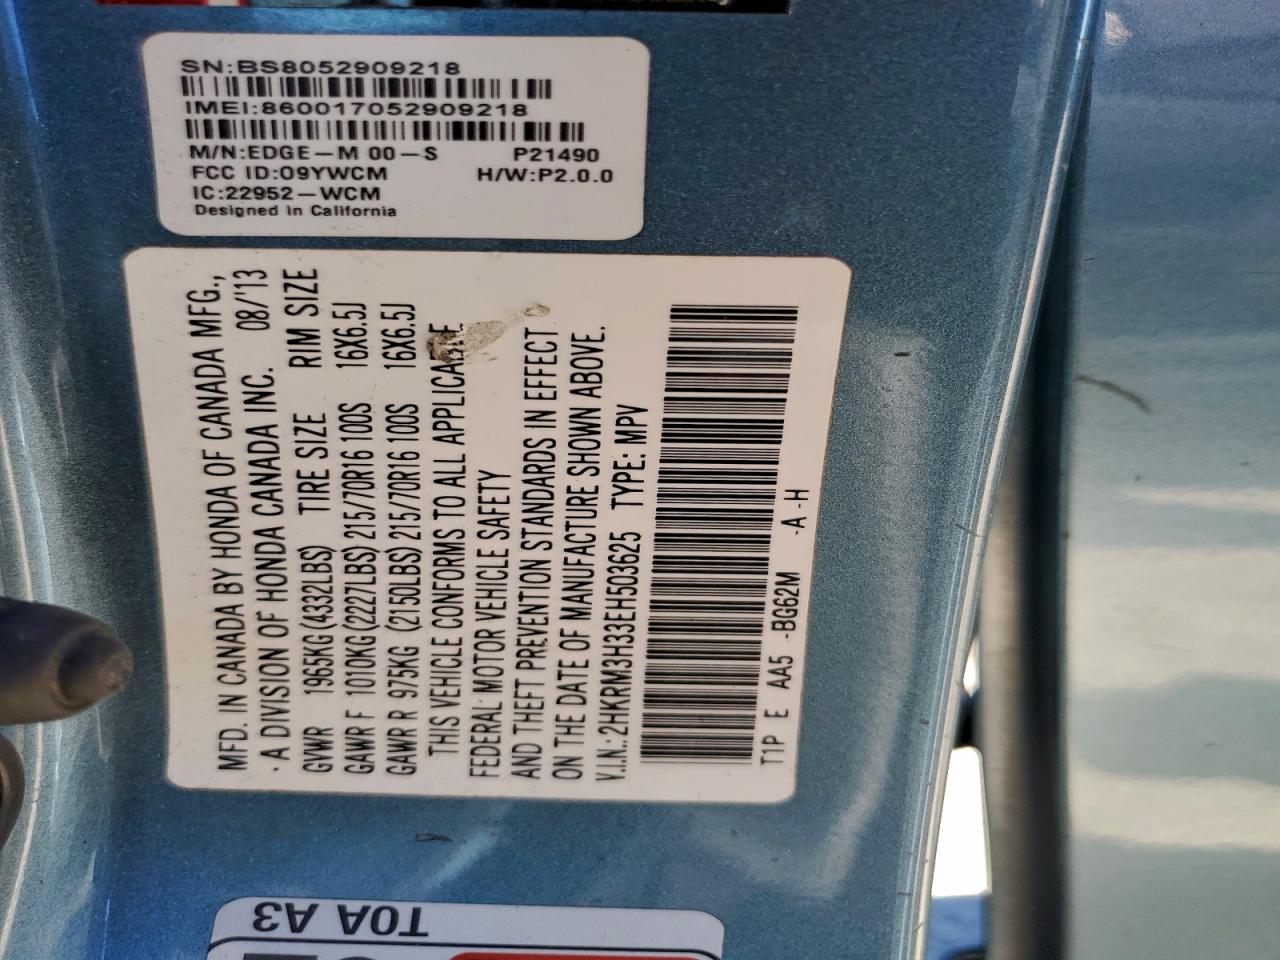 SN:BS8052909218
IMEI:860017052909218
M/N:EDGE-M 00-S P21490
FCC ID:O9YWCM H/W:P2.0.0
IC:22952-WCM
Designed in California
MFD. IN CANADA BY HONDA OF CANADA MFG.,
. A DIVISION OF HONDA CANADA INC. 08/'13
GVWR 1965KG (4332LBS) TIRE SIZE RIM SIZE
GAWR F 1010KG (2227LBS) 215/70R16 100S 16X6.5J
GAWR R 975KG (2150LBS) 215/70R16 100S 16X6.5J
THIS VEHICLE CONFORMS TO ALL APPLICABLE
FEDERAL MOTOR VEHICLE SAFETY
AND THEFT PREVENTION STANDARDS IN EFFECT
ON THE DATE OF MANUFACTURE SHOWN ABOVE.
V.I.N.: 2HKRM3H33EH503625 TYPE: MPV
T1P E AA5 -BG62M -A-H
T0A A3